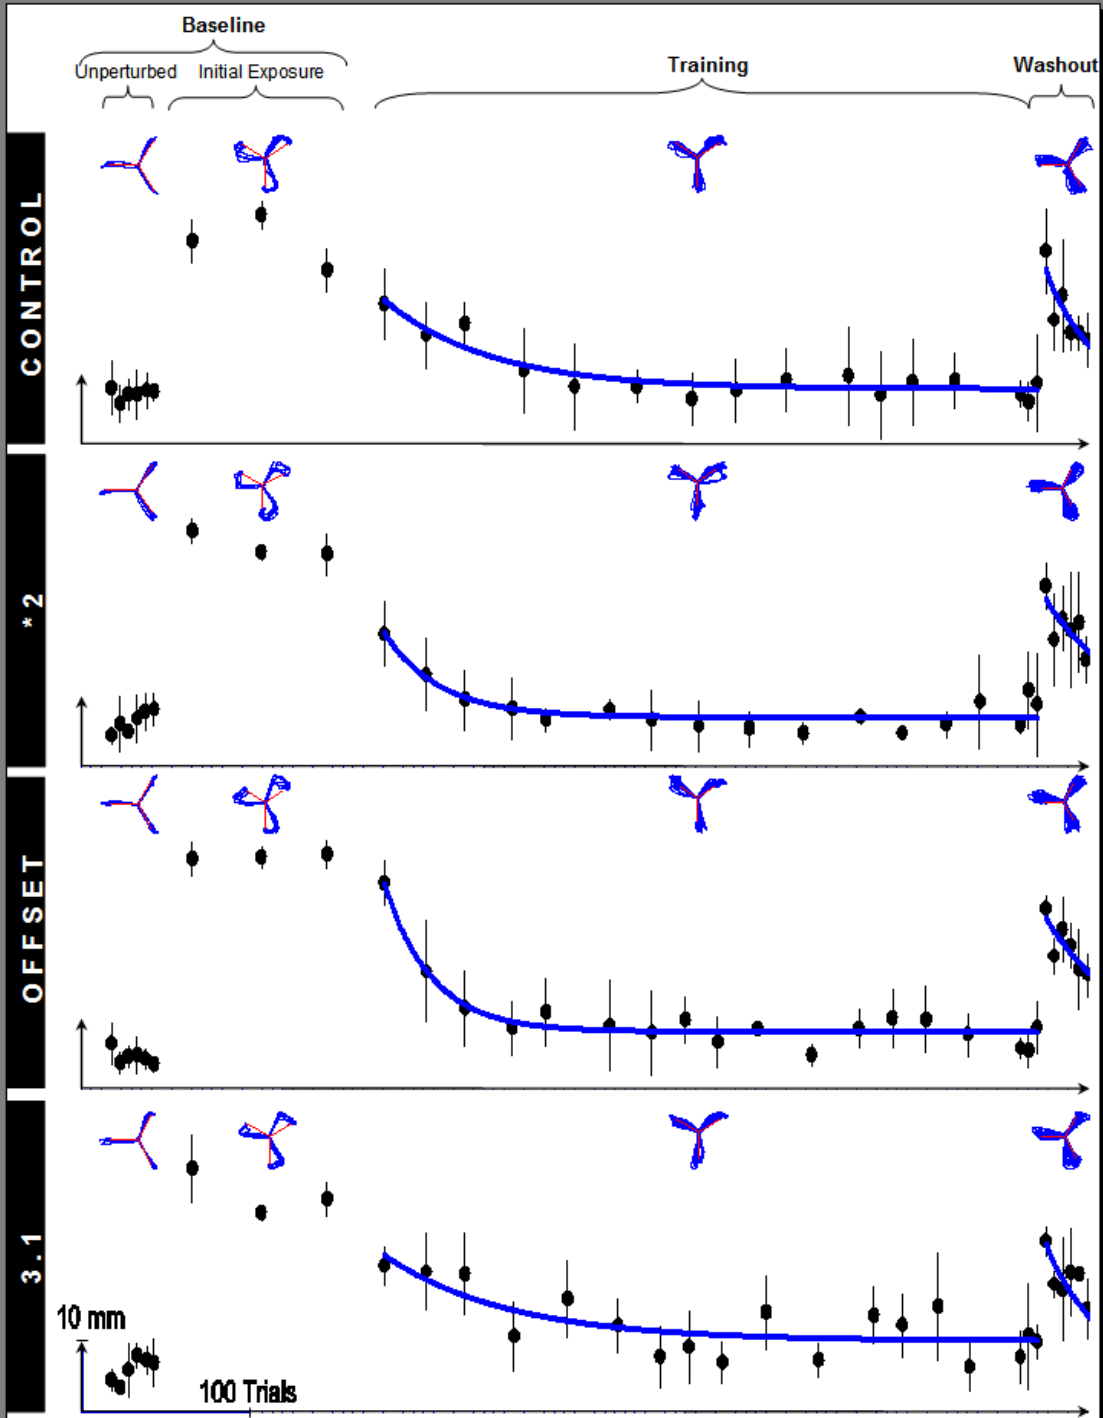 Baseline
Unperturbed
Initial Exposure
Training
Washout
CONTROL
*2
OFFSET
3.1
10 mm
100 Trials